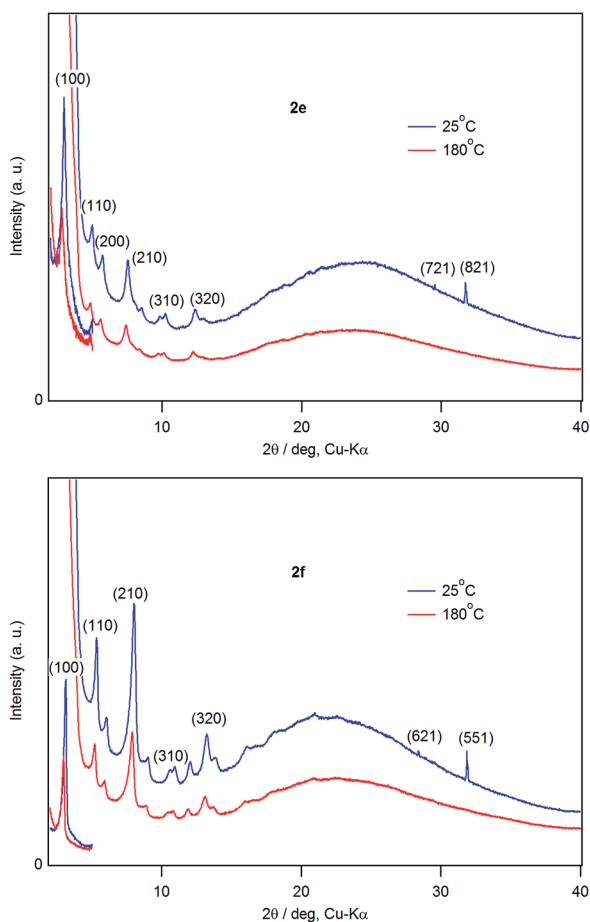 (100)
2e
25°C
180°C
(110)
(200)
(210)
(310)
(320)
(721)
(821)
Intensity (a. u.)
0
10
20
30
40
2θ / deg, Cu-Kα
2f
25°C
180°C
(210)
(110)
(100)
(310)
(320)
(621)
(551)
Intensity (a. u.)
0
10
20
30
40
2θ / deg, Cu-Kα